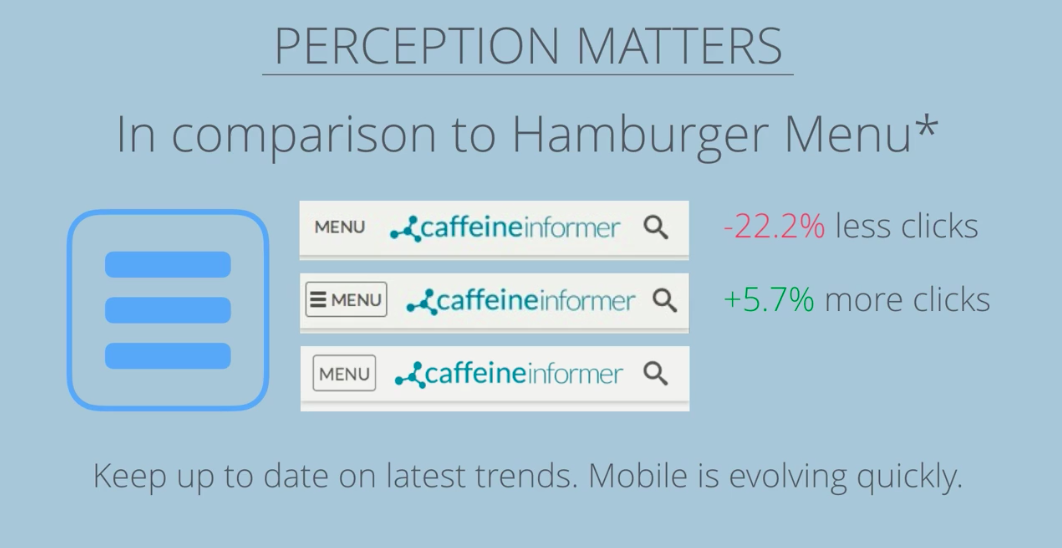 PERCEPTION MATTERS
In comparison to Hamburger Menu*
MENU caffeineinformer -22.2% less clicks
MENU caffeineinformer +5.7% more clicks
MENU caffeineinformer
Keep up to date on latest trends. Mobile is evolving quickly.